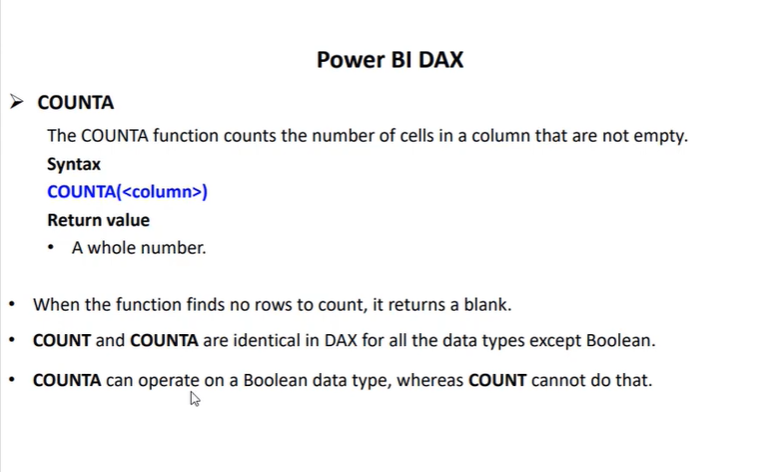 Power BI DAX
➢ COUNTA
The COUNTA function counts the number of cells in a column that are not empty.
Syntax
COUNTA(<column>)
Return value
• A whole number.
• When the function finds no rows to count, it returns a blank.
• COUNT and COUNTA are identical in DAX for all the data types except Boolean.
• COUNTA can operate on a Boolean data type, whereas COUNT cannot do that.